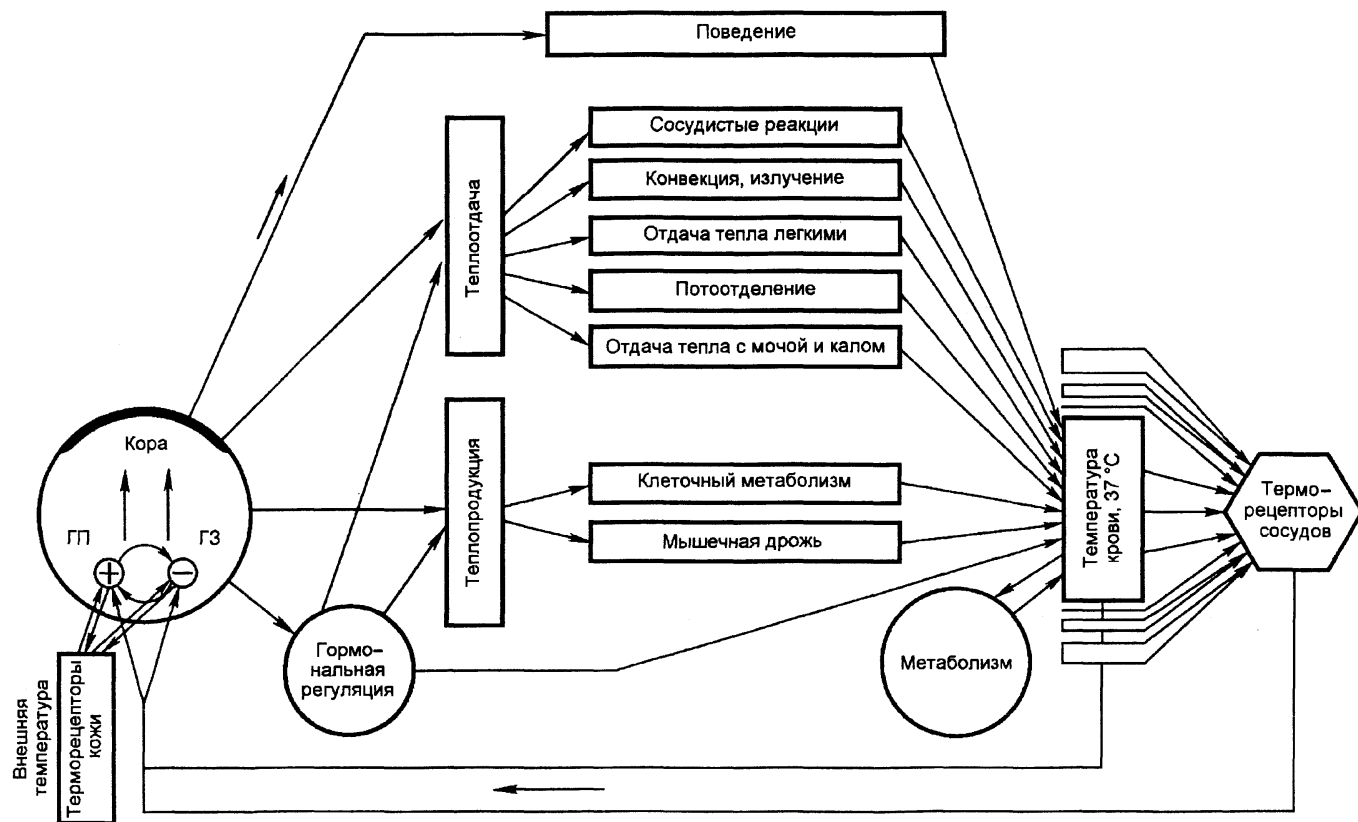 Поведение
Сосудистые реакции
Конвекция, излучение
Отдача тепла легкими
Потоотделение
Отдача тепла с мочой и калом
Теплоотдача
Кора
ГП
ГЗ
+
−
Теплопродукция
Клеточный метаболизм
Мышечная дрожь
Температура
крови, 37 °С
Термо–
рецепторы
сосудов
Гормо–
нальная
регуляция
Метаболизм
Внешняя
температура
Терморецепторы
кожи